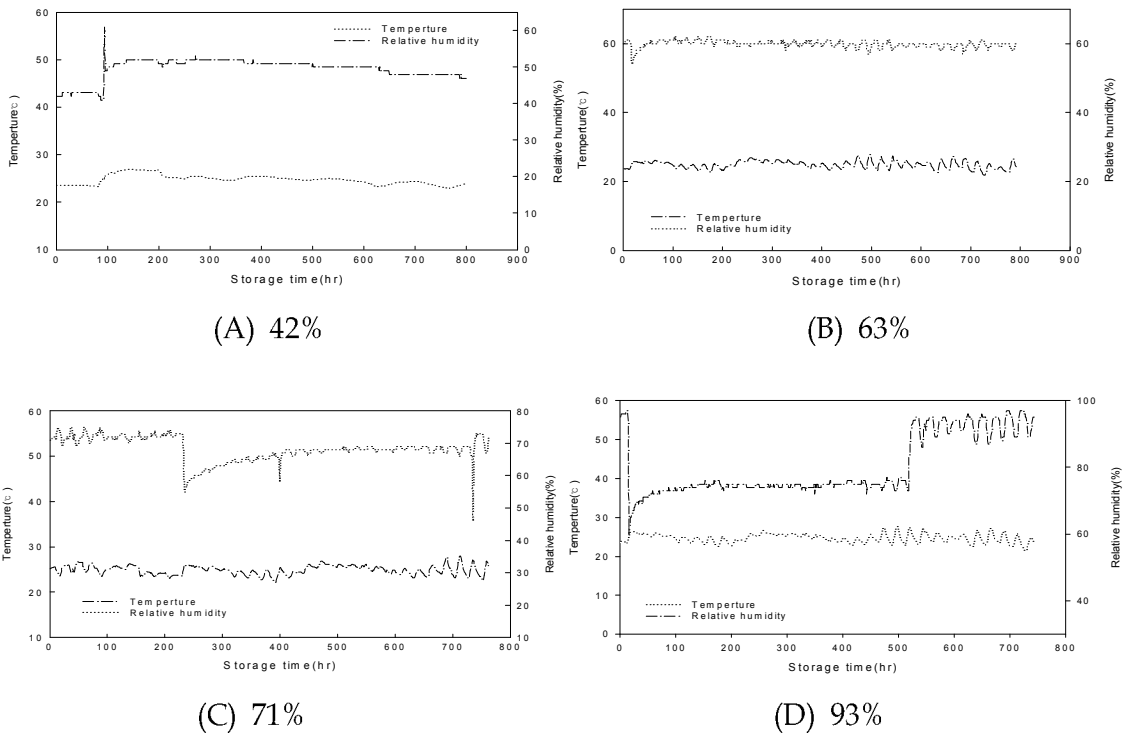 60
50
40
30
20
10
Temperture℃)
Temperture
Relative humidity
60
50
40
30
20
10
0
Relative humidity(%)
0 100 200 300 400 500 600 700 800 900
Storage time(hr)
(A) 42%
60
40
20
0
Temperture(℃)
Temperture
Relative humidity
60
50
40
30
20
10
0
Relative humidity(%)
0 100 200 300 400 500 600 700 800 900
Storage time(hr)
(B) 63%
60
50
40
30
20
10
Temperture(℃)
Temperture
Relative humidity
80
70
60
50
40
30
20
10
Relative humidity(%)
0 100 200 300 400 500 600 700 800
Storage time(hr)
(C) 71%
60
50
40
30
20
10
0
Temperture(℃)
Temperture
Relative humidity
100
80
60
40
Relative humidity(%)
0 100 200 300 400 500 600 700 800
Storage time(hr)
(D) 93%